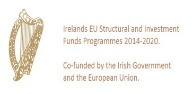 Irelands EU Structural and Investment
Funds Programmes 2014-2020.
Co-funded by the Irish Government
and the European Union.